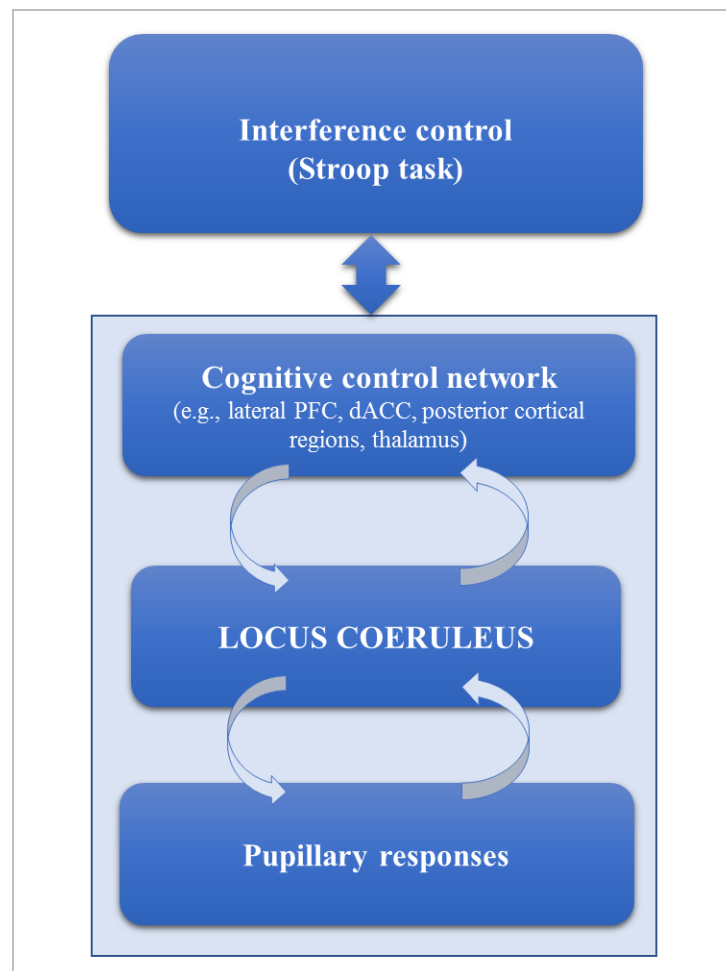 Interference control
(Stroop task)
Cognitive control network
(e.g., lateral PFC, dACC, posterior cortical
regions, thalamus)
LOCUS COERULEUS
Pupillary responses